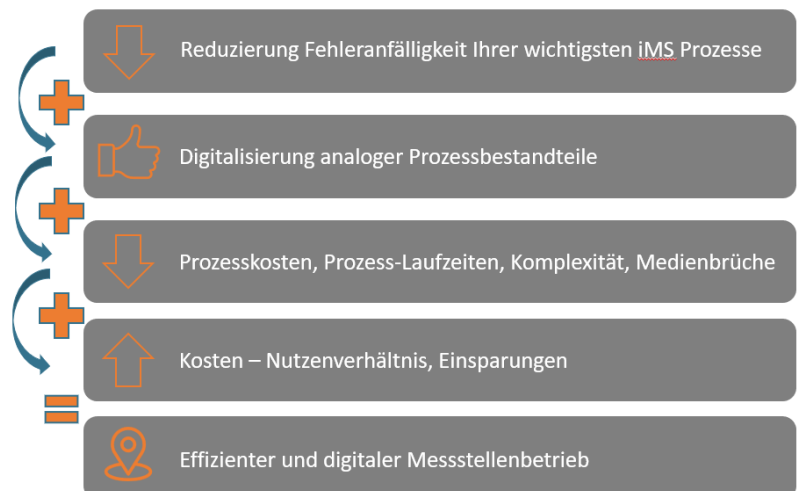 Reduzierung Fehleranfälligkeit Ihrer wichtigsten iMS Prozesse
Digitalisierung analoger Prozessbestandteile
Prozesskosten, Prozess-Laufzeiten, Komplexität, Medienbrüche
Kosten – Nutzenverhältnis, Einsparungen
Effizienter und digitaler Messstellenbetrieb